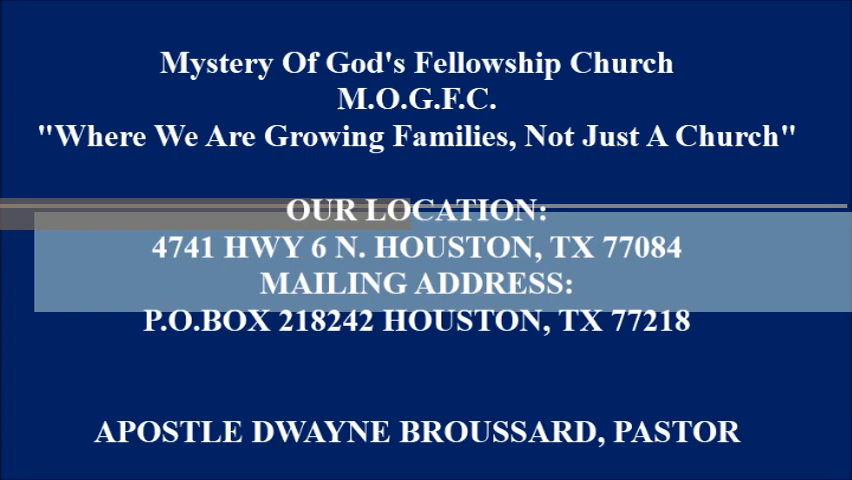 Mystery Of God's Fellowship Church
M.O.G.F.C.
"Where We Are Growing Families, Not Just A Church"
OUR LOCATION:
4741 HWY 6 N. HOUSTON, TX 77084
MAILING ADDRESS:
P.O.BOX 218242 HOUSTON, TX 77218
APOSTLE DWAYNE BROUSSARD, PASTOR